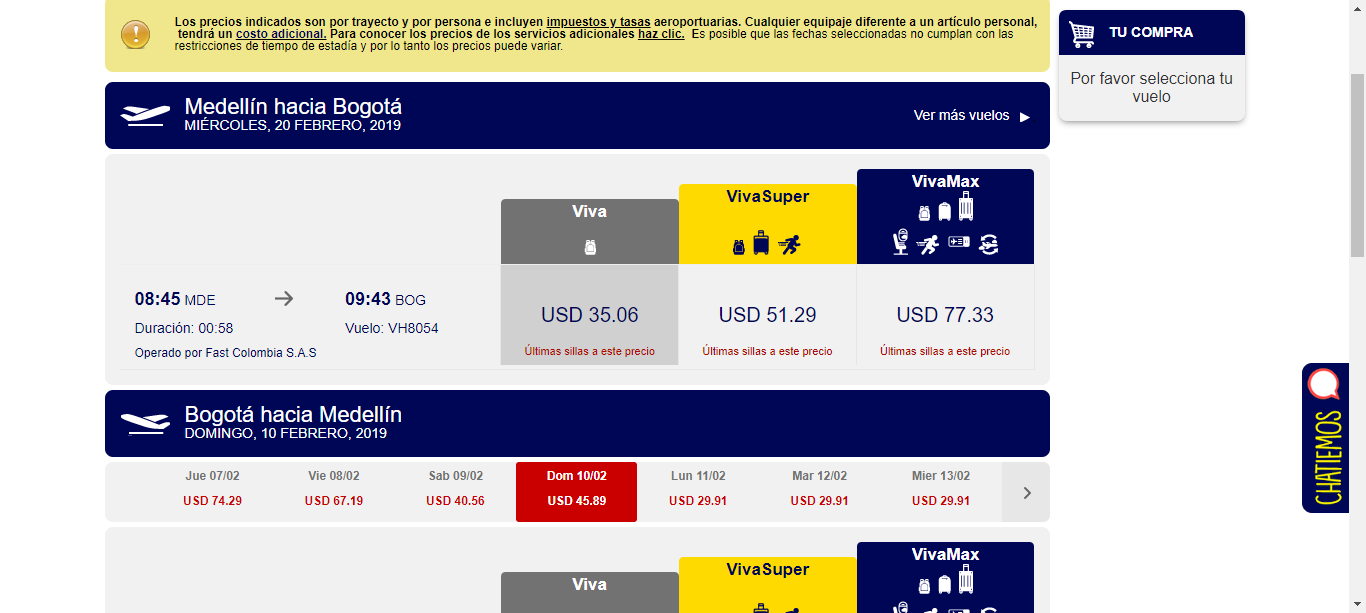 Los precios indicados son por trayecto y por persona e incluyen impuestos y tasas aeroportuarias. Cualquier equipaje diferente a un artículo personal,
tendrá un costo adicional. Para conocer los precios de los servicios adicionales haz clic. Es posible que las fechas seleccionadas no cumplan con las
restricciones de tiempo de estadía y por lo tanto los precios puede variar.
TU COMPRA
Por favor selecciona tu
vuelo
Medellín hacia Bogotá
MIÉRCOLES, 20 FEBRERO, 2019
Ver más vuelos
Viva
VivaSuper
VivaMax
08:45 MDE
09:43 BOG
Duración: 00:58
Vuelo: VH8054
Operado por Fast Colombia S.A.S
USD 35.06
USD 51.29
USD 77.33
Últimas sillas a este precio
Últimas sillas a este precio
Últimas sillas a este precio
Bogotá hacia Medellín
DOMINGO, 10 FEBRERO, 2019
Jue 07/02
Vie 08/02
Sab 09/02
Dom 10/02
Lun 11/02
Mar 12/02
Mier 13/02
USD 74.29
USD 67.19
USD 40.56
USD 45.89
USD 29.91
USD 29.91
USD 29.91
Viva
VivaSuper
VivaMax
CHATIEMOS